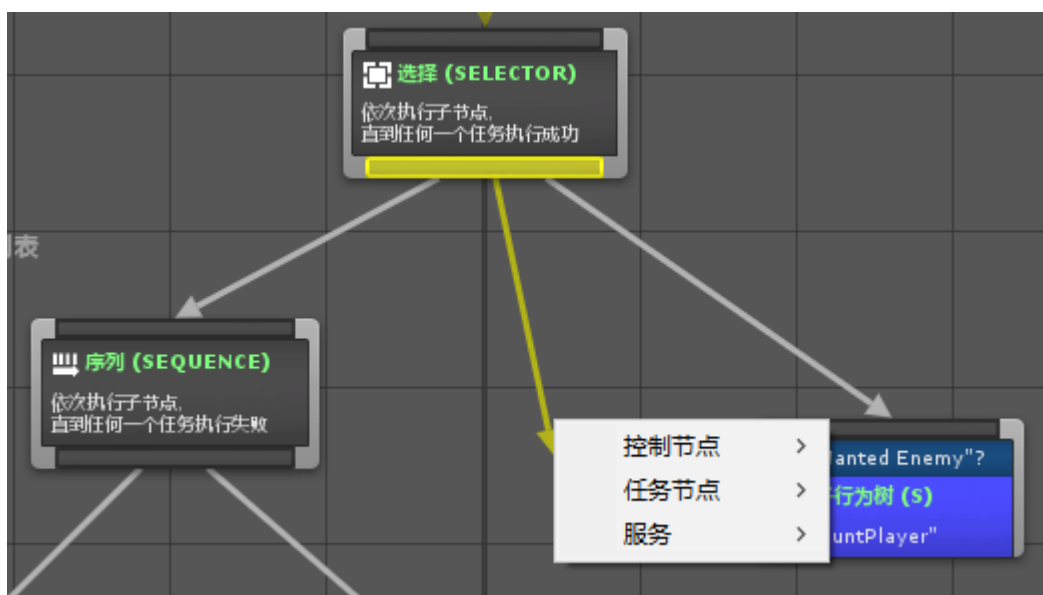 选择 (SELECTOR)
依次执行子节点,
直到任何一个任务执行成功
表
序列 (SEQUENCE)
依次执行子节点,
直到任何一个任务执行失败
控制节点
任务节点
服务
anted Enemy"?
行为树 (S)
untPlayer"